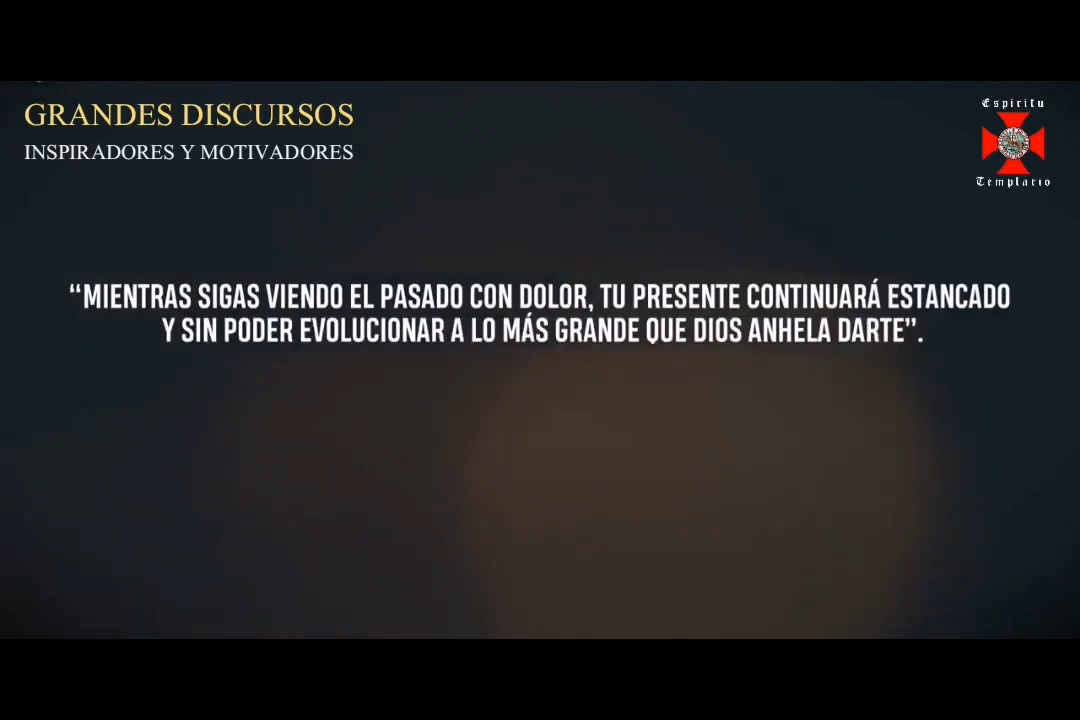 GRANDES DISCURSOS
INSPIRADORES Y MOTIVADORES
Espiritu
Templario
“MIENTRAS SIGAS VIENDO EL PASADO CON DOLOR, TU PRESENTE CONTINUARÁ ESTANCADO
Y SIN PODER EVOLUCIONAR A LO MÁS GRANDE QUE DIOS ANHELA DARTE”.